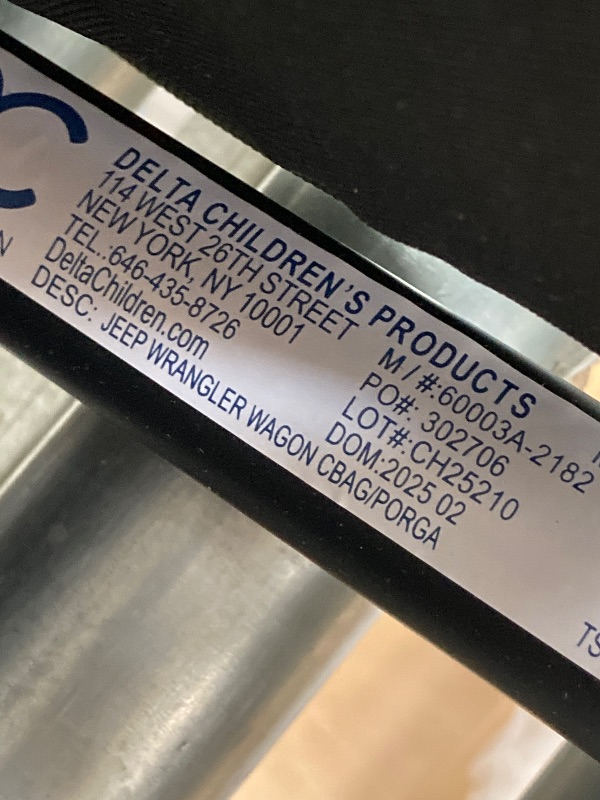 DELTA CHILDREN'S PRODUCTS
114 WEST 26TH STREET
NEW YORK, NY 10001
TEL.:646-435-8726
DeltaChildren.com
DESC: JEEP WRANGLER WAGON CBAG/PORGA
M / #:60003A-2182
PO#: 302706
LOT#:CH25210
DOM:2025 02